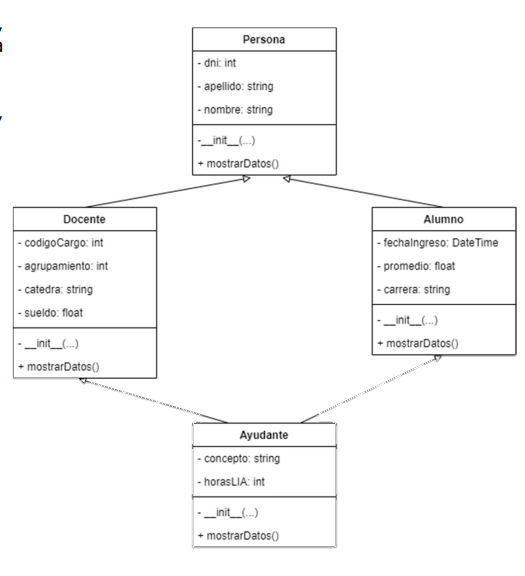 a
Persona
- dni: int
- apellido: string
- nombre: string
-__init__(...)
+ mostrarDatos()
Docente
- codigoCargo: int
- agrupamiento: int
- catedra: string
- sueldo: float
- __init__(...)
+ mostrarDatos()
Alumno
- fechaIngreso: DateTime
- promedio: float
- carrera: string
- __init__(...)
+ mostrarDatos()
Ayudante
- concepto: string
- horasLIA: int
- __init__(...)
+ mostrarDatos()